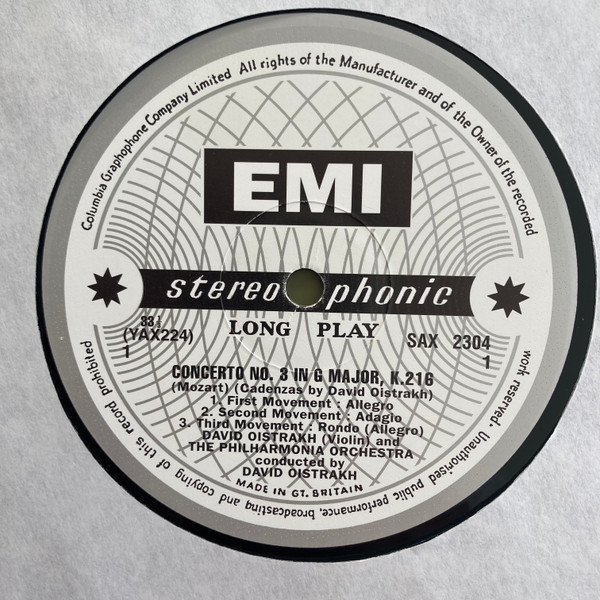 Columbia Graphophone Company Limited All rights of the Manufacturer and of the Owner of the recorded work reserved. Unauthorised public performance, broadcasting and copying of this record prohibited
EMI
stereophonic
LONG PLAY
33⅓
(YAX224)
1
SAX 2304
1
CONCERTO NO. 3 IN G MAJOR, K.216
(Mozart) (Cadenzas by David Oistrakh)
1. First Movement : Allegro
2. Second Movement : Adagio
3. Third Movement : Rondo (Allegro)
DAVID OISTRAKH (Violin) and
THE PHILHARMONIA ORCHESTRA
conducted by
DAVID OISTRAKH
MADE IN GT. BRITAIN